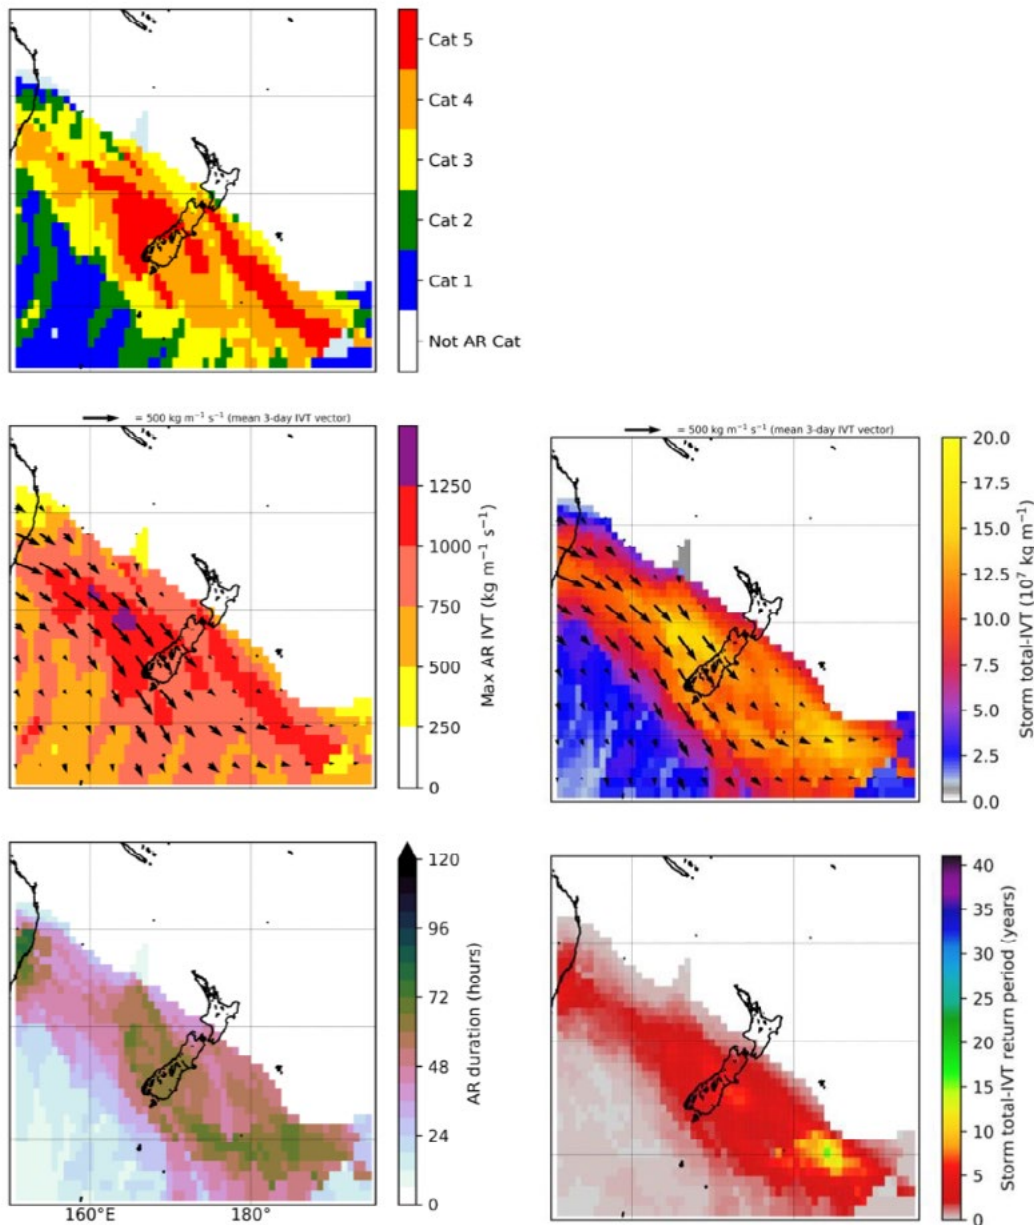 Cat 5
Cat 4
Cat 3
Cat 2
Cat 1
Not AR Cat
= 500 kg m⁻¹ s⁻¹ (mean 3-day IVT vector)
1250
1000
750
500
250
0
Max AR IVT (kg m⁻¹ s⁻¹)
= 500 kg m⁻¹ s⁻¹ (mean 3-day IVT vector)
20.0
17.5
15.0
12.5
10.0
7.5
5.0
2.5
0.0
Storm total-IVT (10⁷ kg m⁻¹)
120
96
72
48
24
0
AR duration (hours)
160°E
180°
40
35
30
25
20
15
10
5
0
Storm total-IVT return period (years)